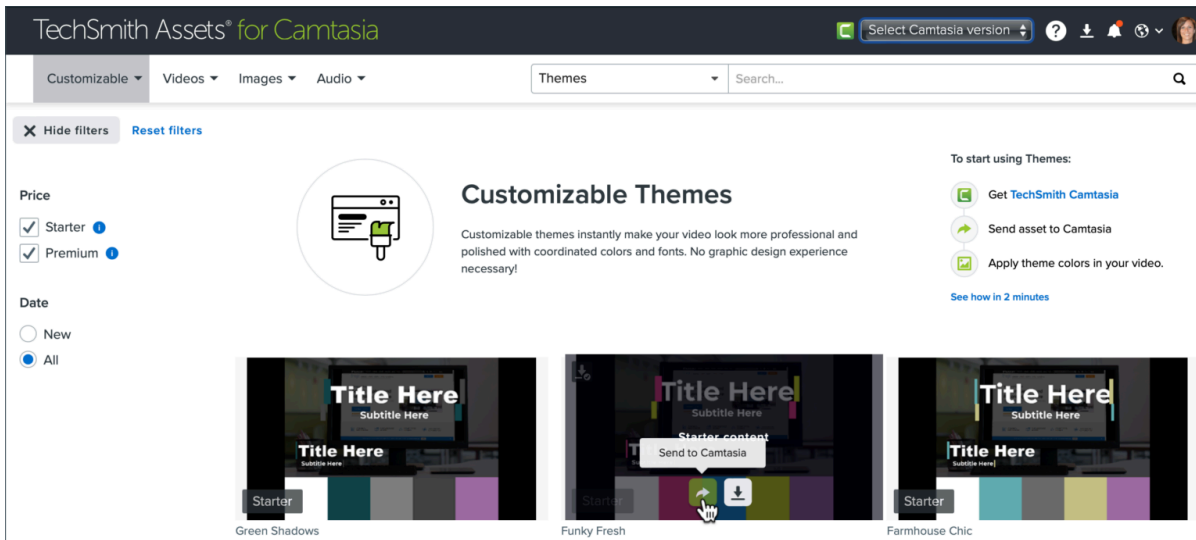 TechSmith Assets® for Camtasia
Select Camtasia version
Customizable
Videos
Images
Audio
Themes
Search...
Hide filters
Reset filters
To start using Themes:
Price
Customizable Themes
Get TechSmith Camtasia
Starter
Customizable themes instantly make your video look more professional and
Send asset to Camtasia
Premium
polished with coordinated colors and fonts. No graphic design experience
necessary!
Apply theme colors in your video.
Date
See how in 2 minutes
New
All
Title Here
Subtitle Here
Title Here
Subtitle Here
Starter
Green Shadows
Title Here
Subtitle Here
Starter content
Send to Camtasia
Starter
Funky Fresh
Title Here
Subtitle Here
Title Here
Subtitle Here
Starter
Farmhouse Chic